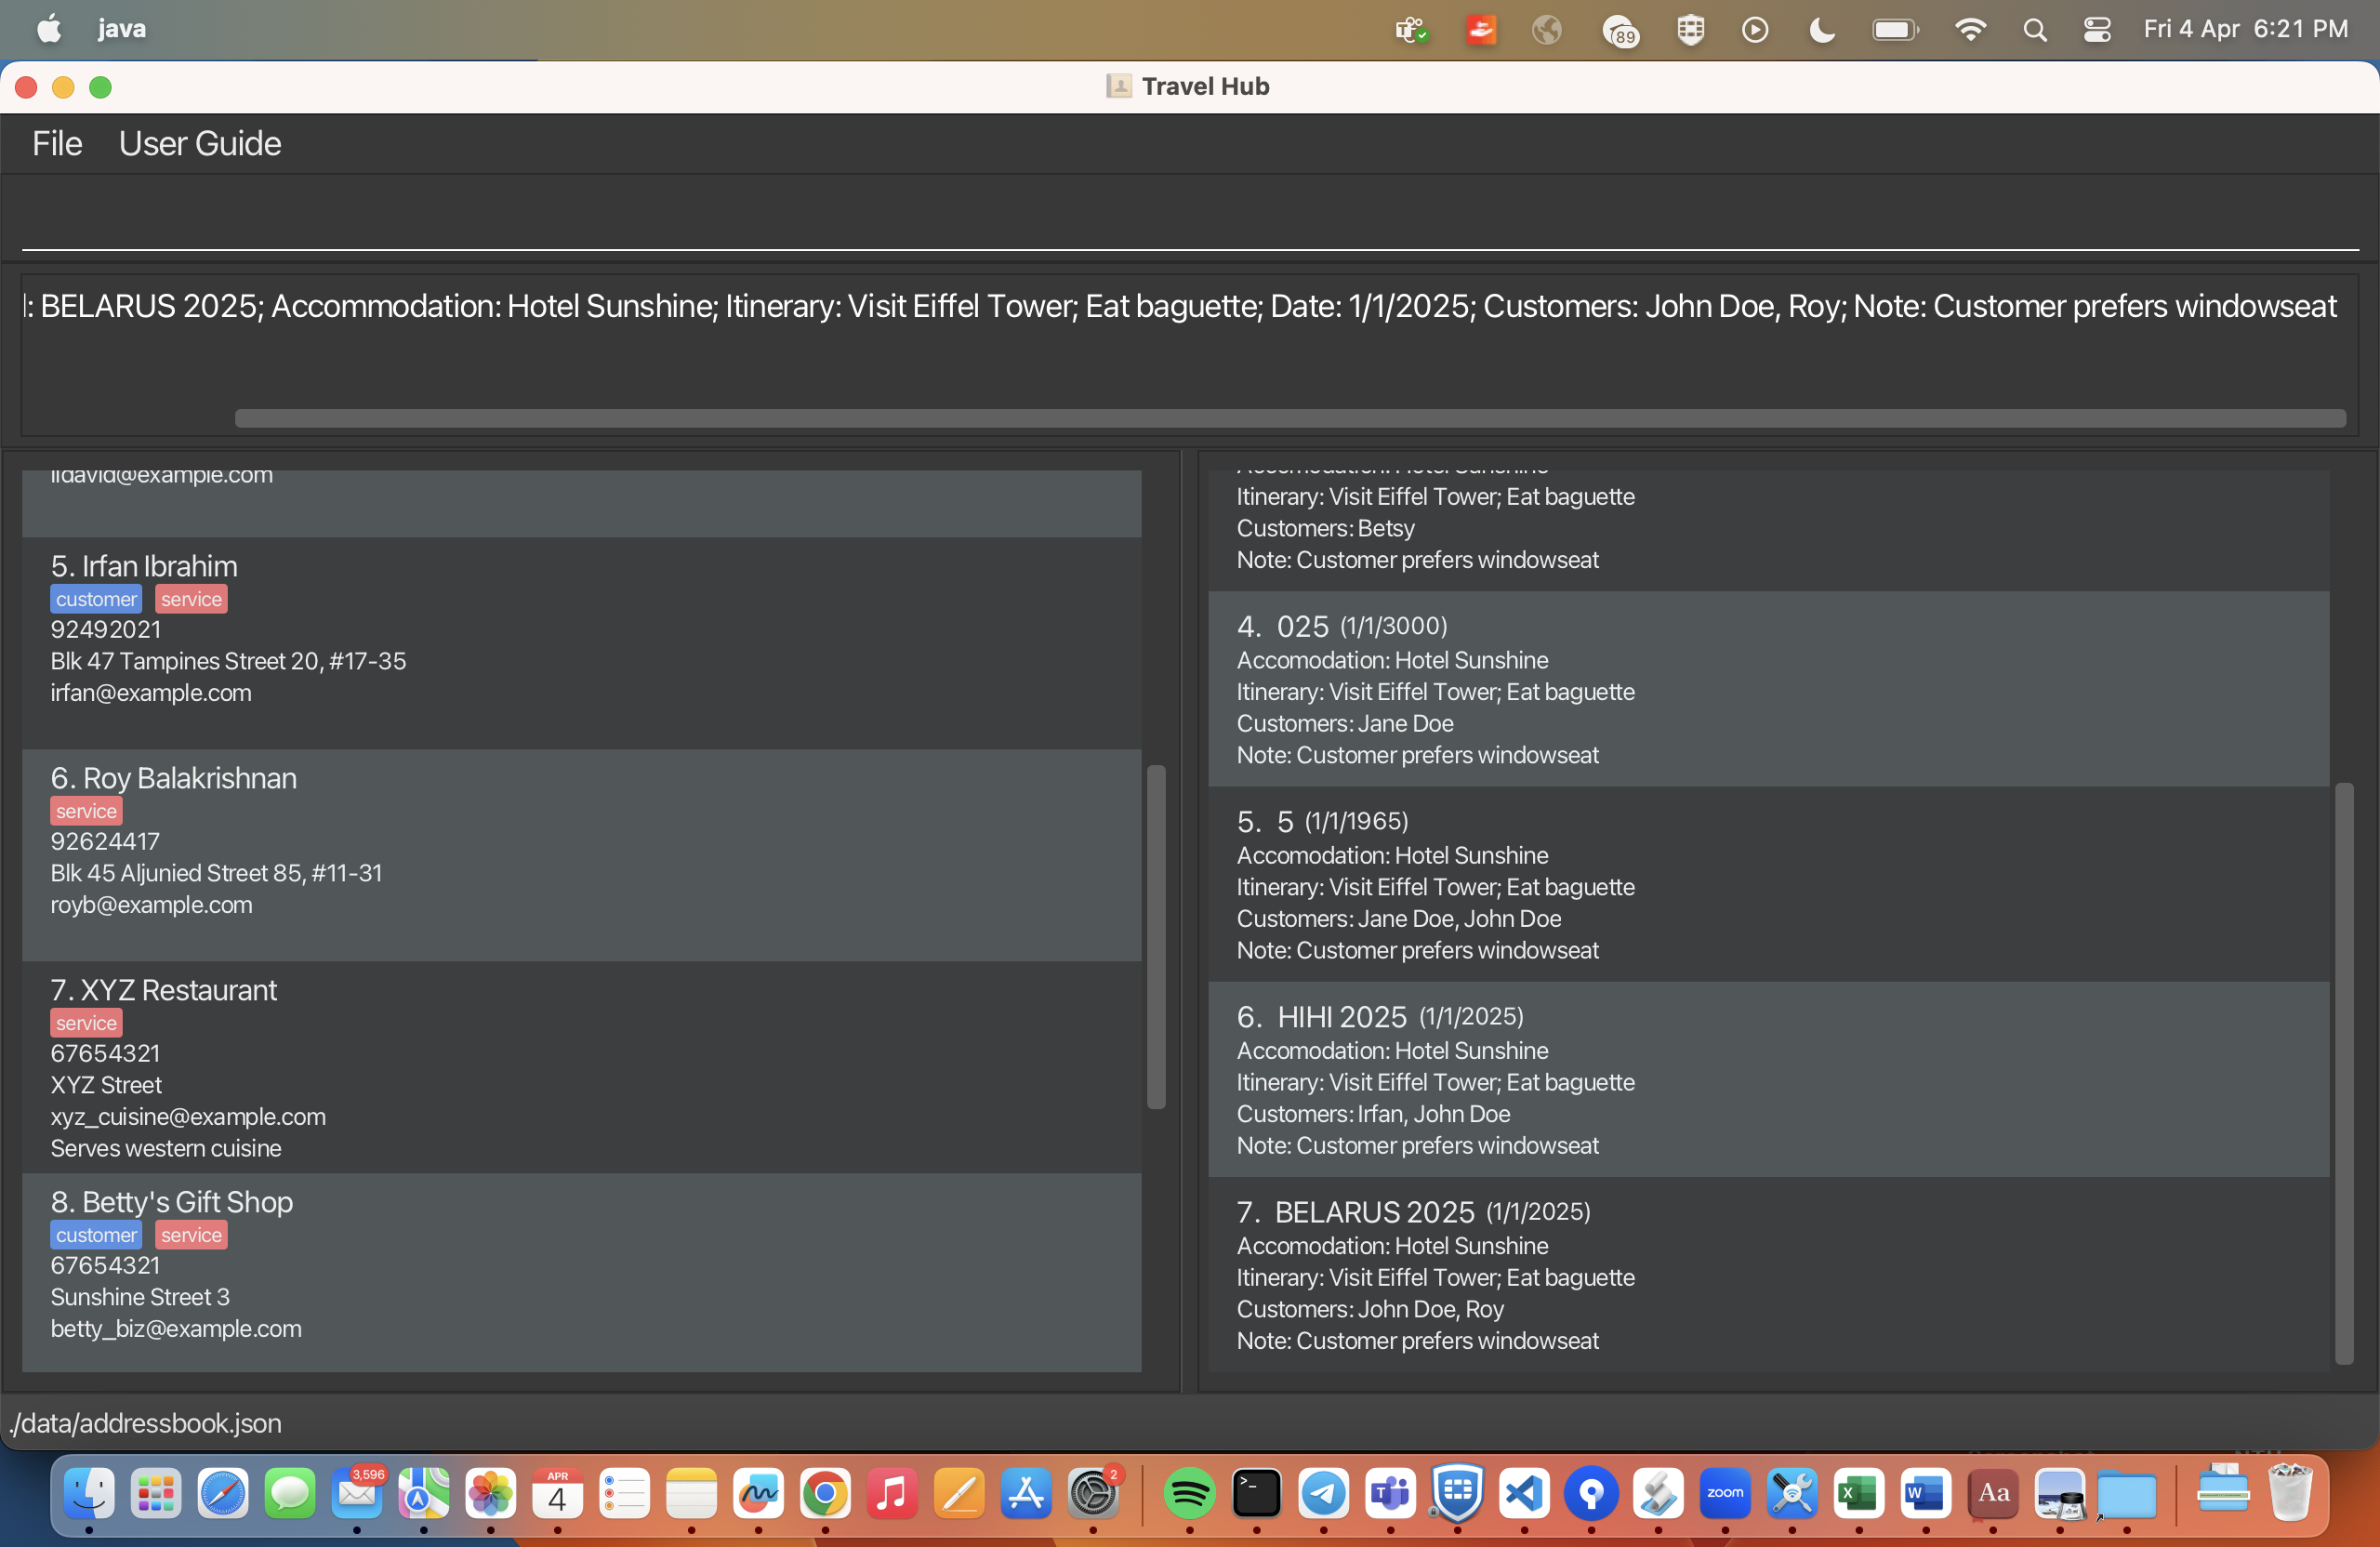 java
89
Fri 4 Apr 6:21 PM
Travel Hub
File User Guide
: BELARUS 2025; Accommodation: Hotel Sunshine; Itinerary: Visit Eiffel Tower; Eat baguette; Date: 1/1/2025; Customers: John Doe, Roy; Note: Customer prefers windowseat
lidavid@example.com
5. Irfan Ibrahim
customer service
92492021
Blk 47 Tampines Street 20, #17-35
irfan@example.com
6. Roy Balakrishnan
service
92624417
Blk 45 Aljunied Street 85, #11-31
royb@example.com
7. XYZ Restaurant
service
67654321
XYZ Street
xyz_cuisine@example.com
Serves western cuisine
8. Betty's Gift Shop
customer service
67654321
Sunshine Street 3
betty_biz@example.com
Accomodation: Hotel Sunshine
Itinerary: Visit Eiffel Tower; Eat baguette
Customers: Betsy
Note: Customer prefers windowseat
4. 025 (1/1/3000)
Accomodation: Hotel Sunshine
Itinerary: Visit Eiffel Tower; Eat baguette
Customers: Jane Doe
Note: Customer prefers windowseat
5. 5 (1/1/1965)
Accomodation: Hotel Sunshine
Itinerary: Visit Eiffel Tower; Eat baguette
Customers: Jane Doe, John Doe
Note: Customer prefers windowseat
6. HIHI 2025 (1/1/2025)
Accomodation: Hotel Sunshine
Itinerary: Visit Eiffel Tower; Eat baguette
Customers: Irfan, John Doe
Note: Customer prefers windowseat
7. BELARUS 2025 (1/1/2025)
Accomodation: Hotel Sunshine
Itinerary: Visit Eiffel Tower; Eat baguette
Customers: John Doe, Roy
Note: Customer prefers windowseat
./data/addressbook.json
3,596
APR
4
2
>_
T
zoom
X
W
Aa